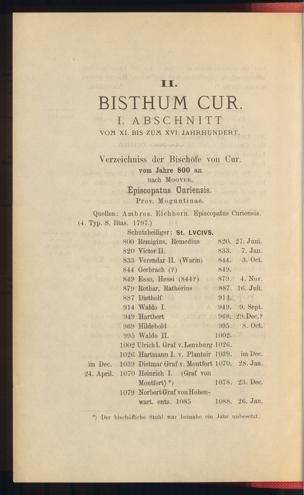 II.
BISTHUM CUR.
I. ABSCHNITT
VOM XI. BIS ZUM XVI. JAHRHUNDERT.
Verzeichniss der Bischöfe von Cur.
vom Jahre 800 an
nach MOOYER.
Episcopatus Curiensis.
Prov. Moguntinae.
Quellen: Ambros. Eichhorn. Episcopatus Curiensis.
(4. Typ. S. Blas. 1797.)
Schutzheiliger: St. LVCIVS.
800 Remigius, Remedius 820. 27. Juni.
820 Victor II. 833. 7. Jan.
833 Verendar II. (Warin) 844. 3. Oct.
844 Gerbrach (?) 849.
849 Esso, Hessi (844?) 879. 4. Nov.
879 Rothar, Ratherius 887. 16. Juli.
887 Dietholf 914.
914 Waldo I. 949. 9. Sept.
949 Hartbert 968. 29. Dec.?
969 Hildebold 995. 8. Oct.
995 Waldo II. 1002.
1002 Ulrich I. Graf v. Lenzburg 1026.
1026 Hartmann I. v. Plantair 1039. im Dec.
im Dec. 1039 Dietmar Graf v. Montfort 1070. 28. Jan.
24. April. 1070 Heinrich I. (Graf von
Montfort) *) 1078. 23. Dec.
1079 Norbert Graf von Hohen-
wart. ents. 1085 1088. 26. Jan.
*) Der bischöfliche Stuhl war beinahe ein Jahr unbesetzt.